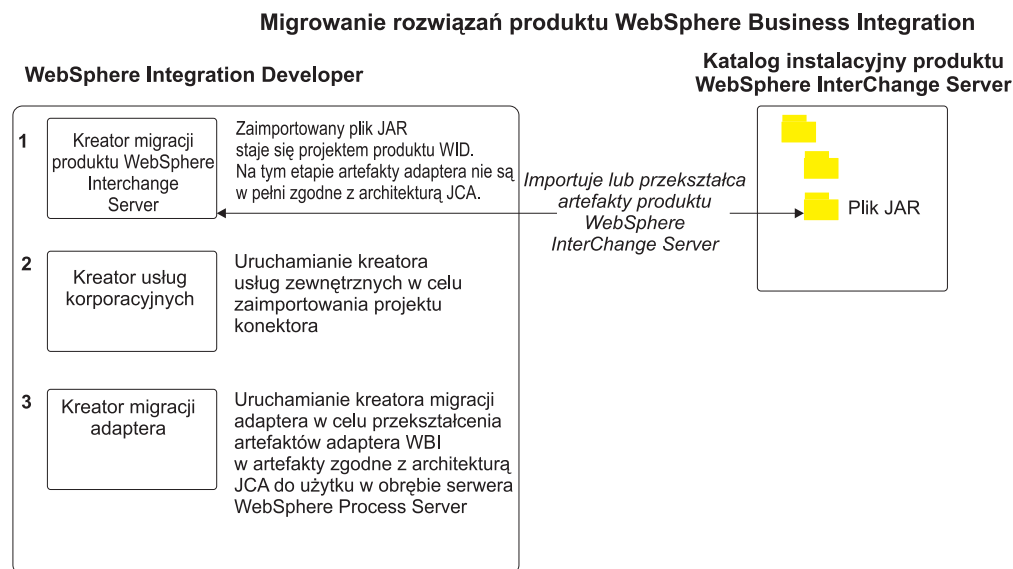 Migrowanie rozwiązań produktu WebSphere Business Integration
WebSphere Integration Developer
Katalog instalacyjny produktu
WebSphere InterChange Server
1
Kreator migracji
produktu WebSphere
Interchange
Server
Zaimportowany plik JAR
staje się projektem produktu WID.
Na tym etapie artefakty adaptera nie są
w pełni zgodne z architekturą JCA.
Importuje lub przekształca
artefakty produktu
WebSphere
InterChange Server
Plik JAR
2
Kreator usług
korporacyjnych
Uruchamianie kreatora
usług zewnętrznych w celu
zaimportowania projektu
konektora
3
Kreator migracji
adaptera
Uruchamianie kreatora migracji
adaptera w celu przekształcenia
artefaktów adaptera WBI
w artefakty zgodne z architekturą
JCA do użytku w obrębie serwera
WebSphere Process Server